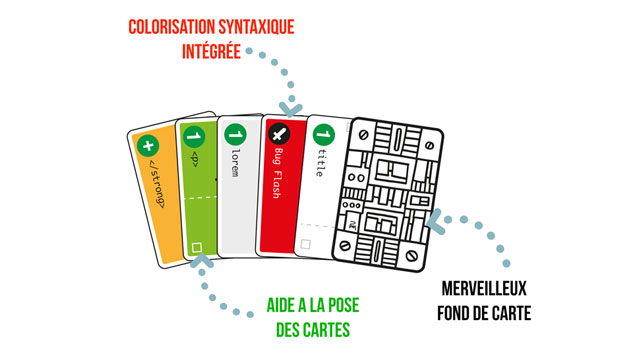 COLORISATION SYNTAXIQUE
INTÉGRÉE
</strong>
1
<p>
1
lorem
Bug Flash
1
title
MERVEILLEUX
FOND DE CARTE
AIDE A LA POSE
DES CARTES